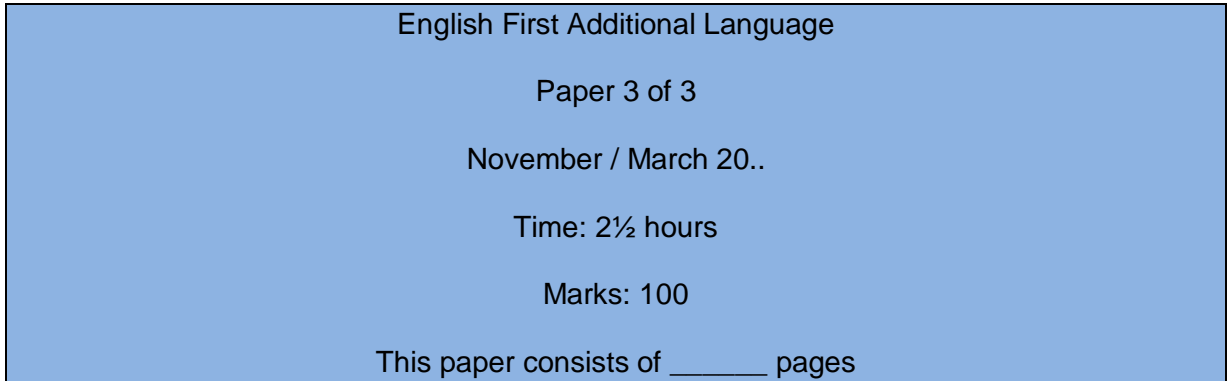 English First Additional Language
Paper 3 of 3
November / March 20..
Time: 2½ hours
Marks: 100
This paper consists of ______ pages